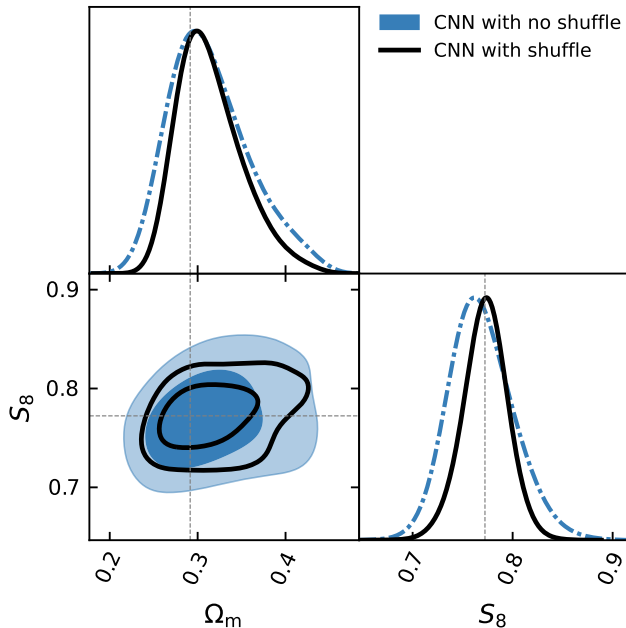 CNN with no shuffle
CNN with shuffle
0.9
0.8
0.7
S₈
0.2
0.3
0.4
Ωₘ
0.7
0.8
0.9
S₈